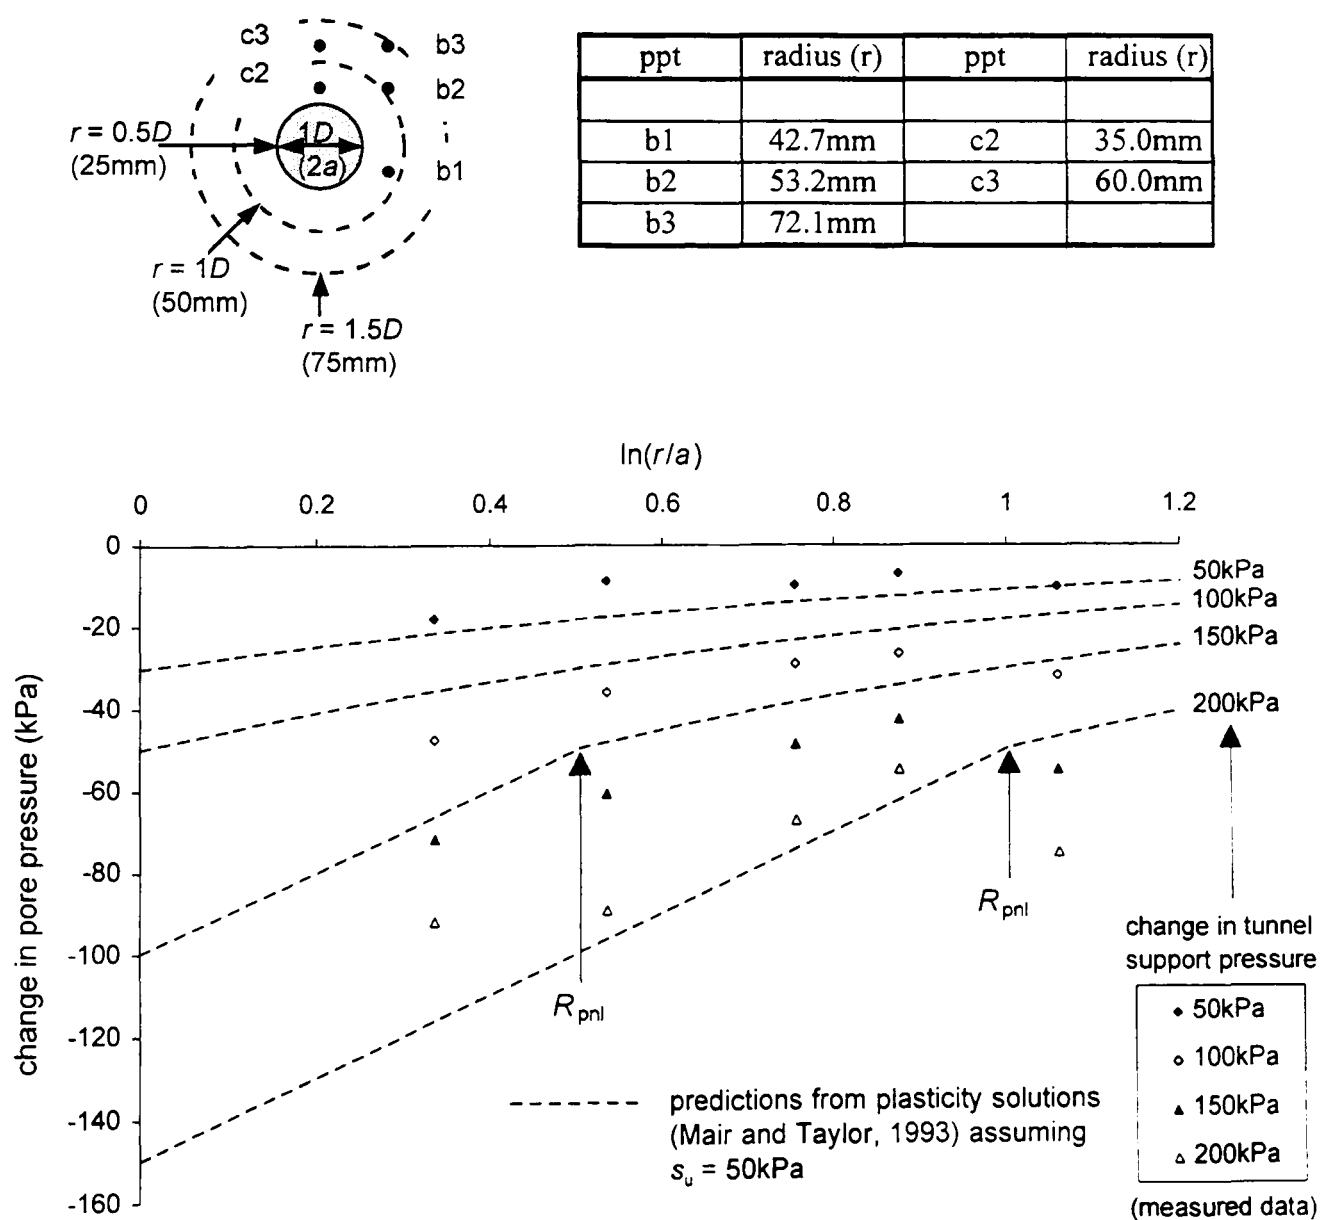 c3
b3
c2
b2
r = 0.5D
(25mm)
1D
(2a)
b1
r = 1D
(50mm)
r = 1.5D
(75mm)
ppt radius (r) ppt radius (r)
b1 42.7mm c2 35.0mm
b2 53.2mm c3 60.0mm
b3 72.1mm
ln(r/a)
0 0.2 0.4 0.6 0.8 1 1.2
0
-20
-40
-60
-80
-100
-120
-140
-160
change in pore pressure (kPa)
50kPa
100kPa
150kPa
200kPa
Rpnl
Rpnl
change in tunnel
support pressure
50kPa
100kPa
150kPa
200kPa
(measured data)
predictions from plasticity solutions
(Mair and Taylor, 1993) assuming
su = 50kPa